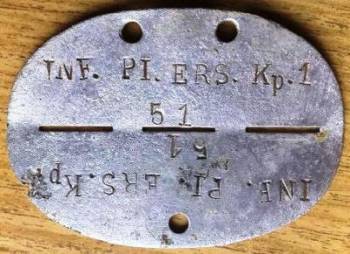 INF. PI. ERS. Kp. 1
51
51
INF. PI. ERS. Kp.